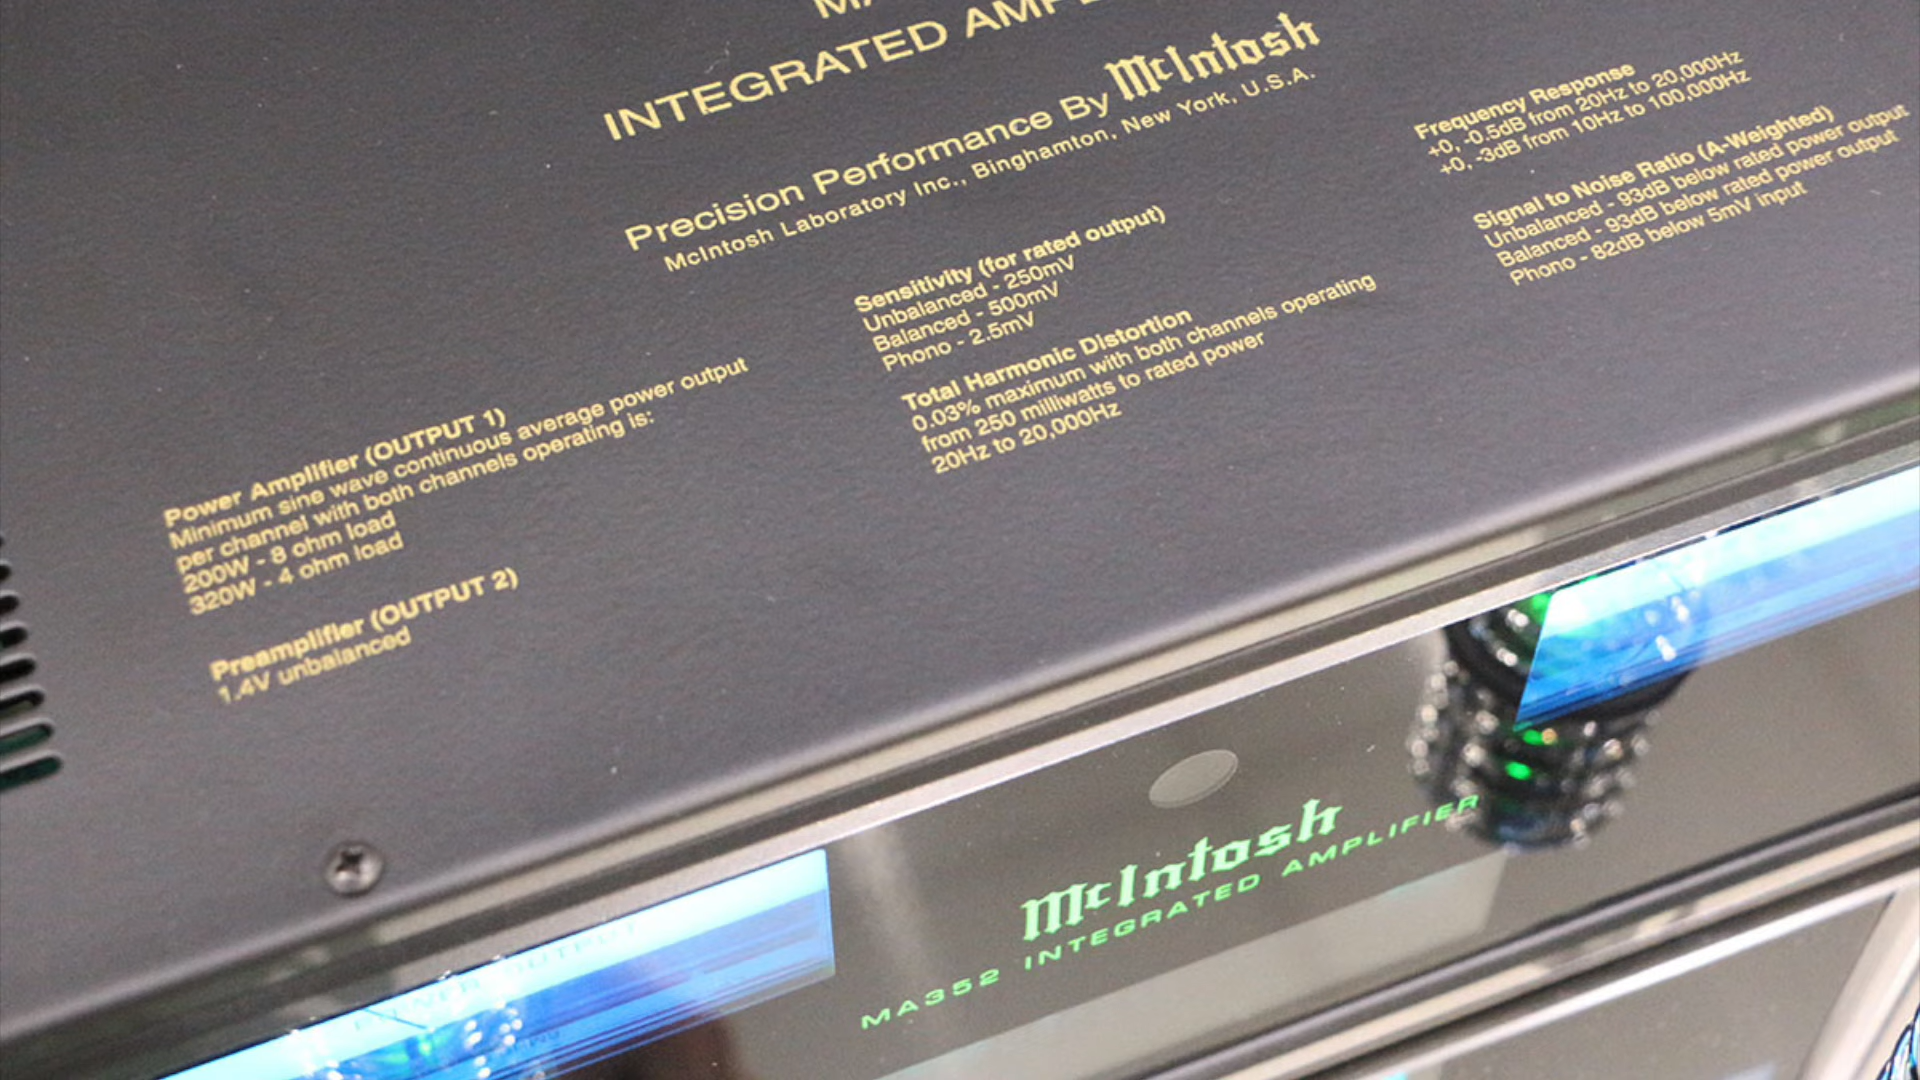 INTEGRATED
Precision Performance By McIntosh
McIntosh Laboratory Inc., Binghamton, New York, U.S.A.
Frequency Response
+0, -0.5dB from 20Hz to 20,000Hz
+0, -3dB from 10Hz to 100,000Hz
Signal to Noise Ratio (A-Weighted)
Unbalanced - 93dB below rated power output
Balanced - 93dB below rated power output
Phono - 82dB below 5mV input
Sensitivity (for rated output)
Unbalanced - 250mV
Balanced - 500mV
Phono - 2.5mV
Total Harmonic Distortion
0.03% maximum with both channels operating
from 250 milliwatts to rated power
20Hz to 20,000Hz
Power Amplifier (OUTPUT 1)
Minimum sine wave continuous average power output
per channel with both channels operating is:
200W - 8 ohm load
320W - 4 ohm load
Preamplifier (OUTPUT 2)
1.4V unbalanced
McIntosh
MA352 INTEGRATED AMPLIFIER
POWER OUTPUT